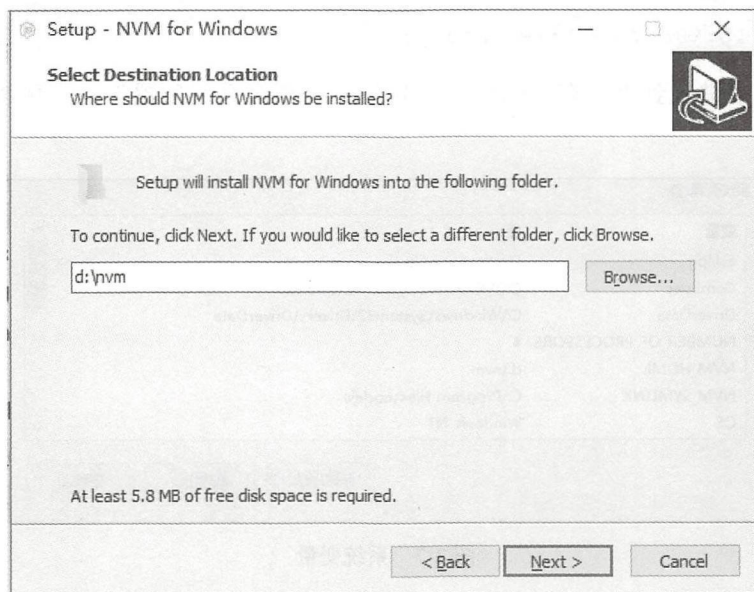 Setup - NVM for Windows
Select Destination Location
Where should NVM for Windows be installed?
Setup will install NVM for Windows into the following folder.
To continue, click Next. If you would like to select a different folder, click Browse.
d:\nvm
Browse...
At least 5.8 MB of free disk space is required.
< Back
Next >
Cancel